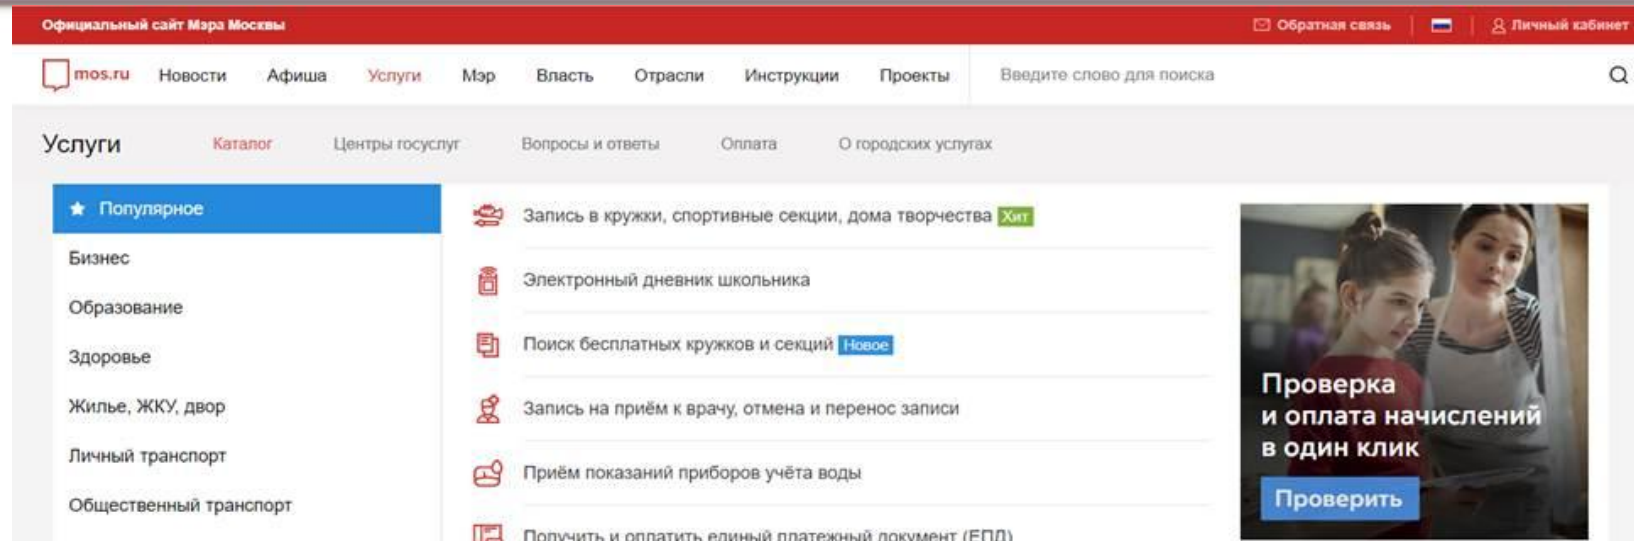 Официальный сайт Мэра Москвы
Обратная связь
Личный кабинет
mos.ru
Новости
Афиша
Услуги
Мэр
Власть
Отрасли
Инструкции
Проекты
Введите слово для поиска
Услуги
Каталог
Центры госуслуг
Вопросы и ответы
Оплата
О городских услугах
Популярное
Бизнес
Образование
Здоровье
Жилье, ЖКУ, двор
Личный транспорт
Общественный транспорт
Запись в кружки, спортивные секции, дома творчества Хит
Электронный дневник школьника
Поиск бесплатных кружков и секций Новое
Запись на приём к врачу, отмена и перенос записи
Приём показаний приборов учёта воды
Получить и оплатить единый платежный документ (ЕПД)
Проверка
и оплата начислений
в один клик
Проверить